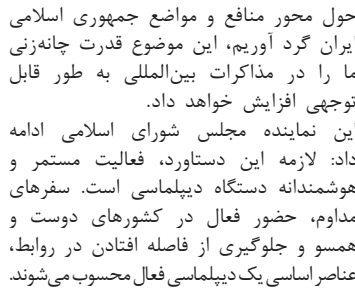 حول محور منافع و مواضع جمهوری اسلامی
ایران گرد آوریم، این موضوع قدرت چانه‌زنی
ما را در مذاکرات بین‌المللی به طور قابل
توجهی افزایش خواهد داد.
این نماینده مجلس شورای اسلامی ادامه
داد: لازمه این دستاورد، فعالیت مستمر و
هوشمندانه دستگاه دیپلماسی است. سفرهای
مداوم، حضور فعال در کشورهای دوست و
همسو و جلوگیری از فاصله افتادن در روابط،
عناصر اساسی یک دیپلماسی فعال محسوب می‌شوند.